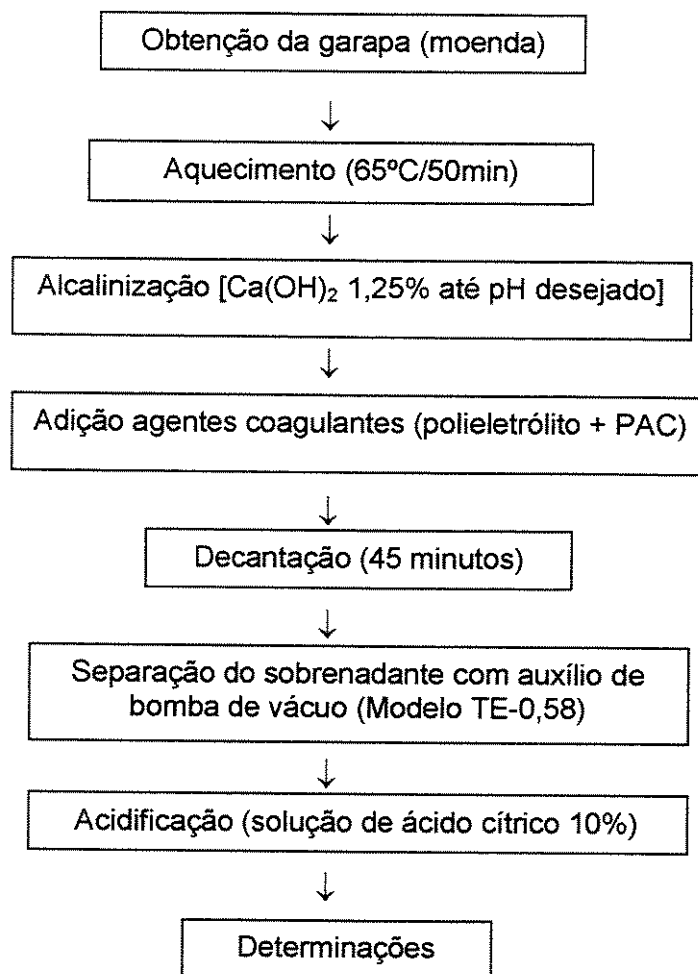 Obtenção da garapa (moenda)
↓
Aquecimento (65ºC/50min)
↓
Alcalinização [Ca(OH)₂ 1,25% até pH desejado]
↓
Adição agentes coagulantes (polieletrólito + PAC)
↓
Decantação (45 minutos)
↓
Separação do sobrenadante com auxílio de
bomba de vácuo (Modelo TE-0,58)
↓
Acidificação (solução de ácido cítrico 10%)
↓
Determinações